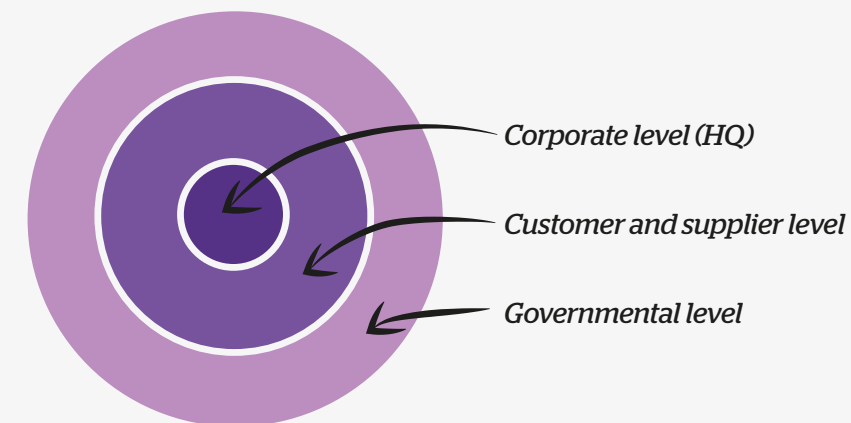 Corporate level (HQ)
Customer and supplier level
Governmental level